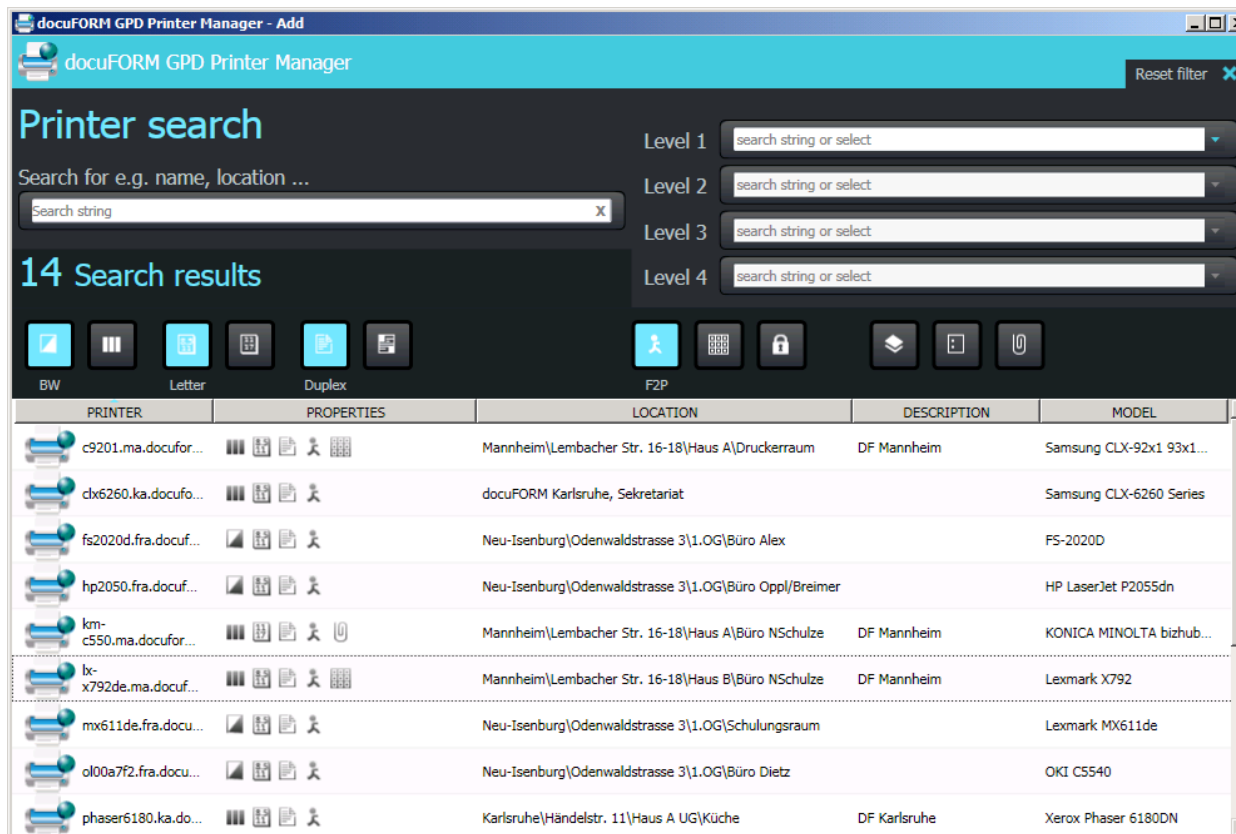 docuFORM GPD Printer Manager - Add
docuFORM GPD Printer Manager
Reset filter
Printer search
Search for e.g. name, location ...
Search string
x
Level 1 search string or select
Level 2 search string or select
Level 3 search string or select
Level 4 search string or select
14 Search results
BW Letter Duplex F2P
PRINTER PROPERTIES LOCATION DESCRIPTION MODEL
c9201.ma.docufor... Mannheim\Lembacher Str. 16-18\Haus A\Druckerraum DF Mannheim Samsung CLX-92x1 93x1...
clx6260.ka.docufo... docuFORM Karlsruhe, Sekretariat Samsung CLX-6260 Series
fs2020d.fra.docuf... Neu-Isenburg\Odenwaldstrasse 3\1.OG\Büro Alex FS-2020D
hp2050.fra.docuf... Neu-Isenburg\Odenwaldstrasse 3\1.OG\Büro Oppl/Breimer HP LaserJet P2055dn
km-
c550.ma.docufor... Mannheim\Lembacher Str. 16-18\Haus A\Büro NSchulze DF Mannheim KONICA MINOLTA bizhub...
lx-
x792de.ma.docuf... Mannheim\Lembacher Str. 16-18\Haus B\Büro NSchulze DF Mannheim Lexmark X792
mx611de.fra.docu... Neu-Isenburg\Odenwaldstrasse 3\1.OG\Schulungsraum Lexmark MX611de
ol00a7f2.fra.docu... Neu-Isenburg\Odenwaldstrasse 3\1.OG\Büro Dietz OKI C5540
phaser6180.ka.do... Karlsruhe\Händelstr. 11\Haus A UG\Küche DF Karlsruhe Xerox Phaser 6180DN